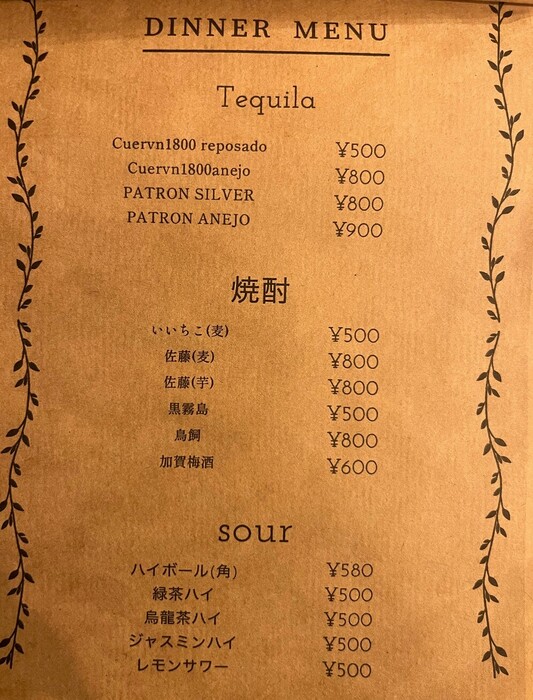 DINNER MENU
Tequila
Cuervn1800 reposado ¥500
Cuervn1800anejo ¥800
PATRON SILVER ¥800
PATRON ANEJO ¥900
焼酎
いいちこ(麦) ¥500
佐藤(麦) ¥800
佐藤(芋) ¥800
黒霧島 ¥500
鳥飼 ¥800
加賀梅酒 ¥600
sour
ハイボール(角) ¥580
緑茶ハイ ¥500
烏龍茶ハイ ¥500
ジャスミンハイ ¥500
レモンサワー ¥500